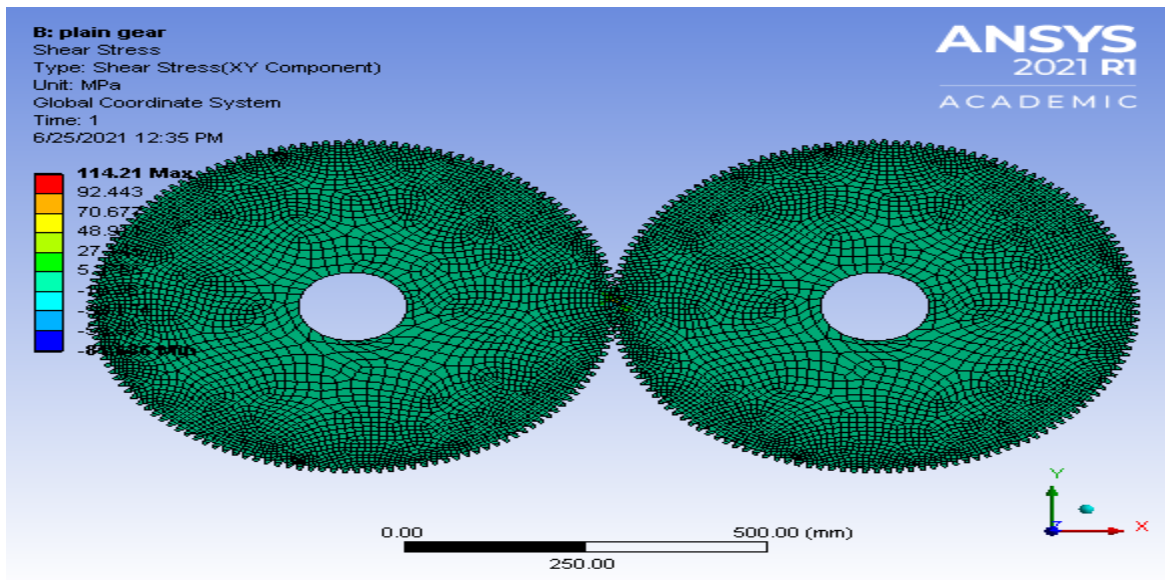 B: plain gear
Shear Stress
Type: Shear Stress(XY Component)
Unit: MPa
Global Coordinate System
Time: 1
6/25/2021 12:35 PM
ANSYS
2021 R1
ACADEMIC
114.21 Max
92.443
70.677
Min
0.00
500.00 (mm)
250.00
Y
X
Z